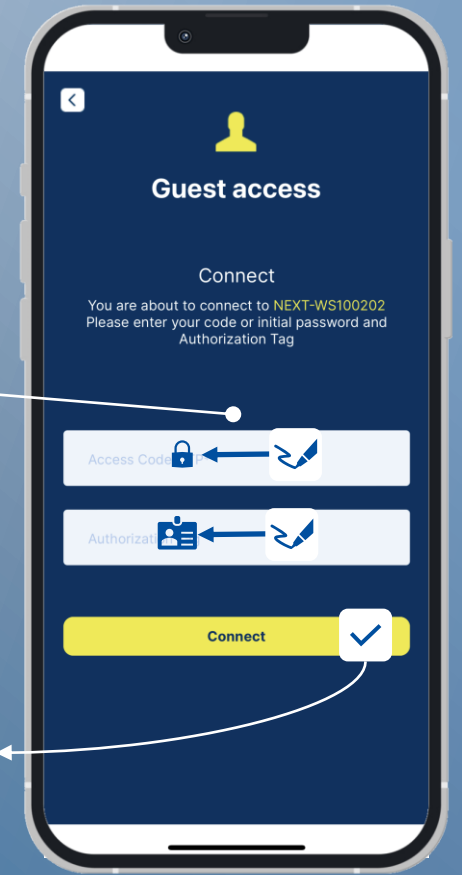 Guest access
Connect
You are about to connect to NEXT-WS100202
Please enter your code or initial password and
Authorization Tag
Access Code
Connect